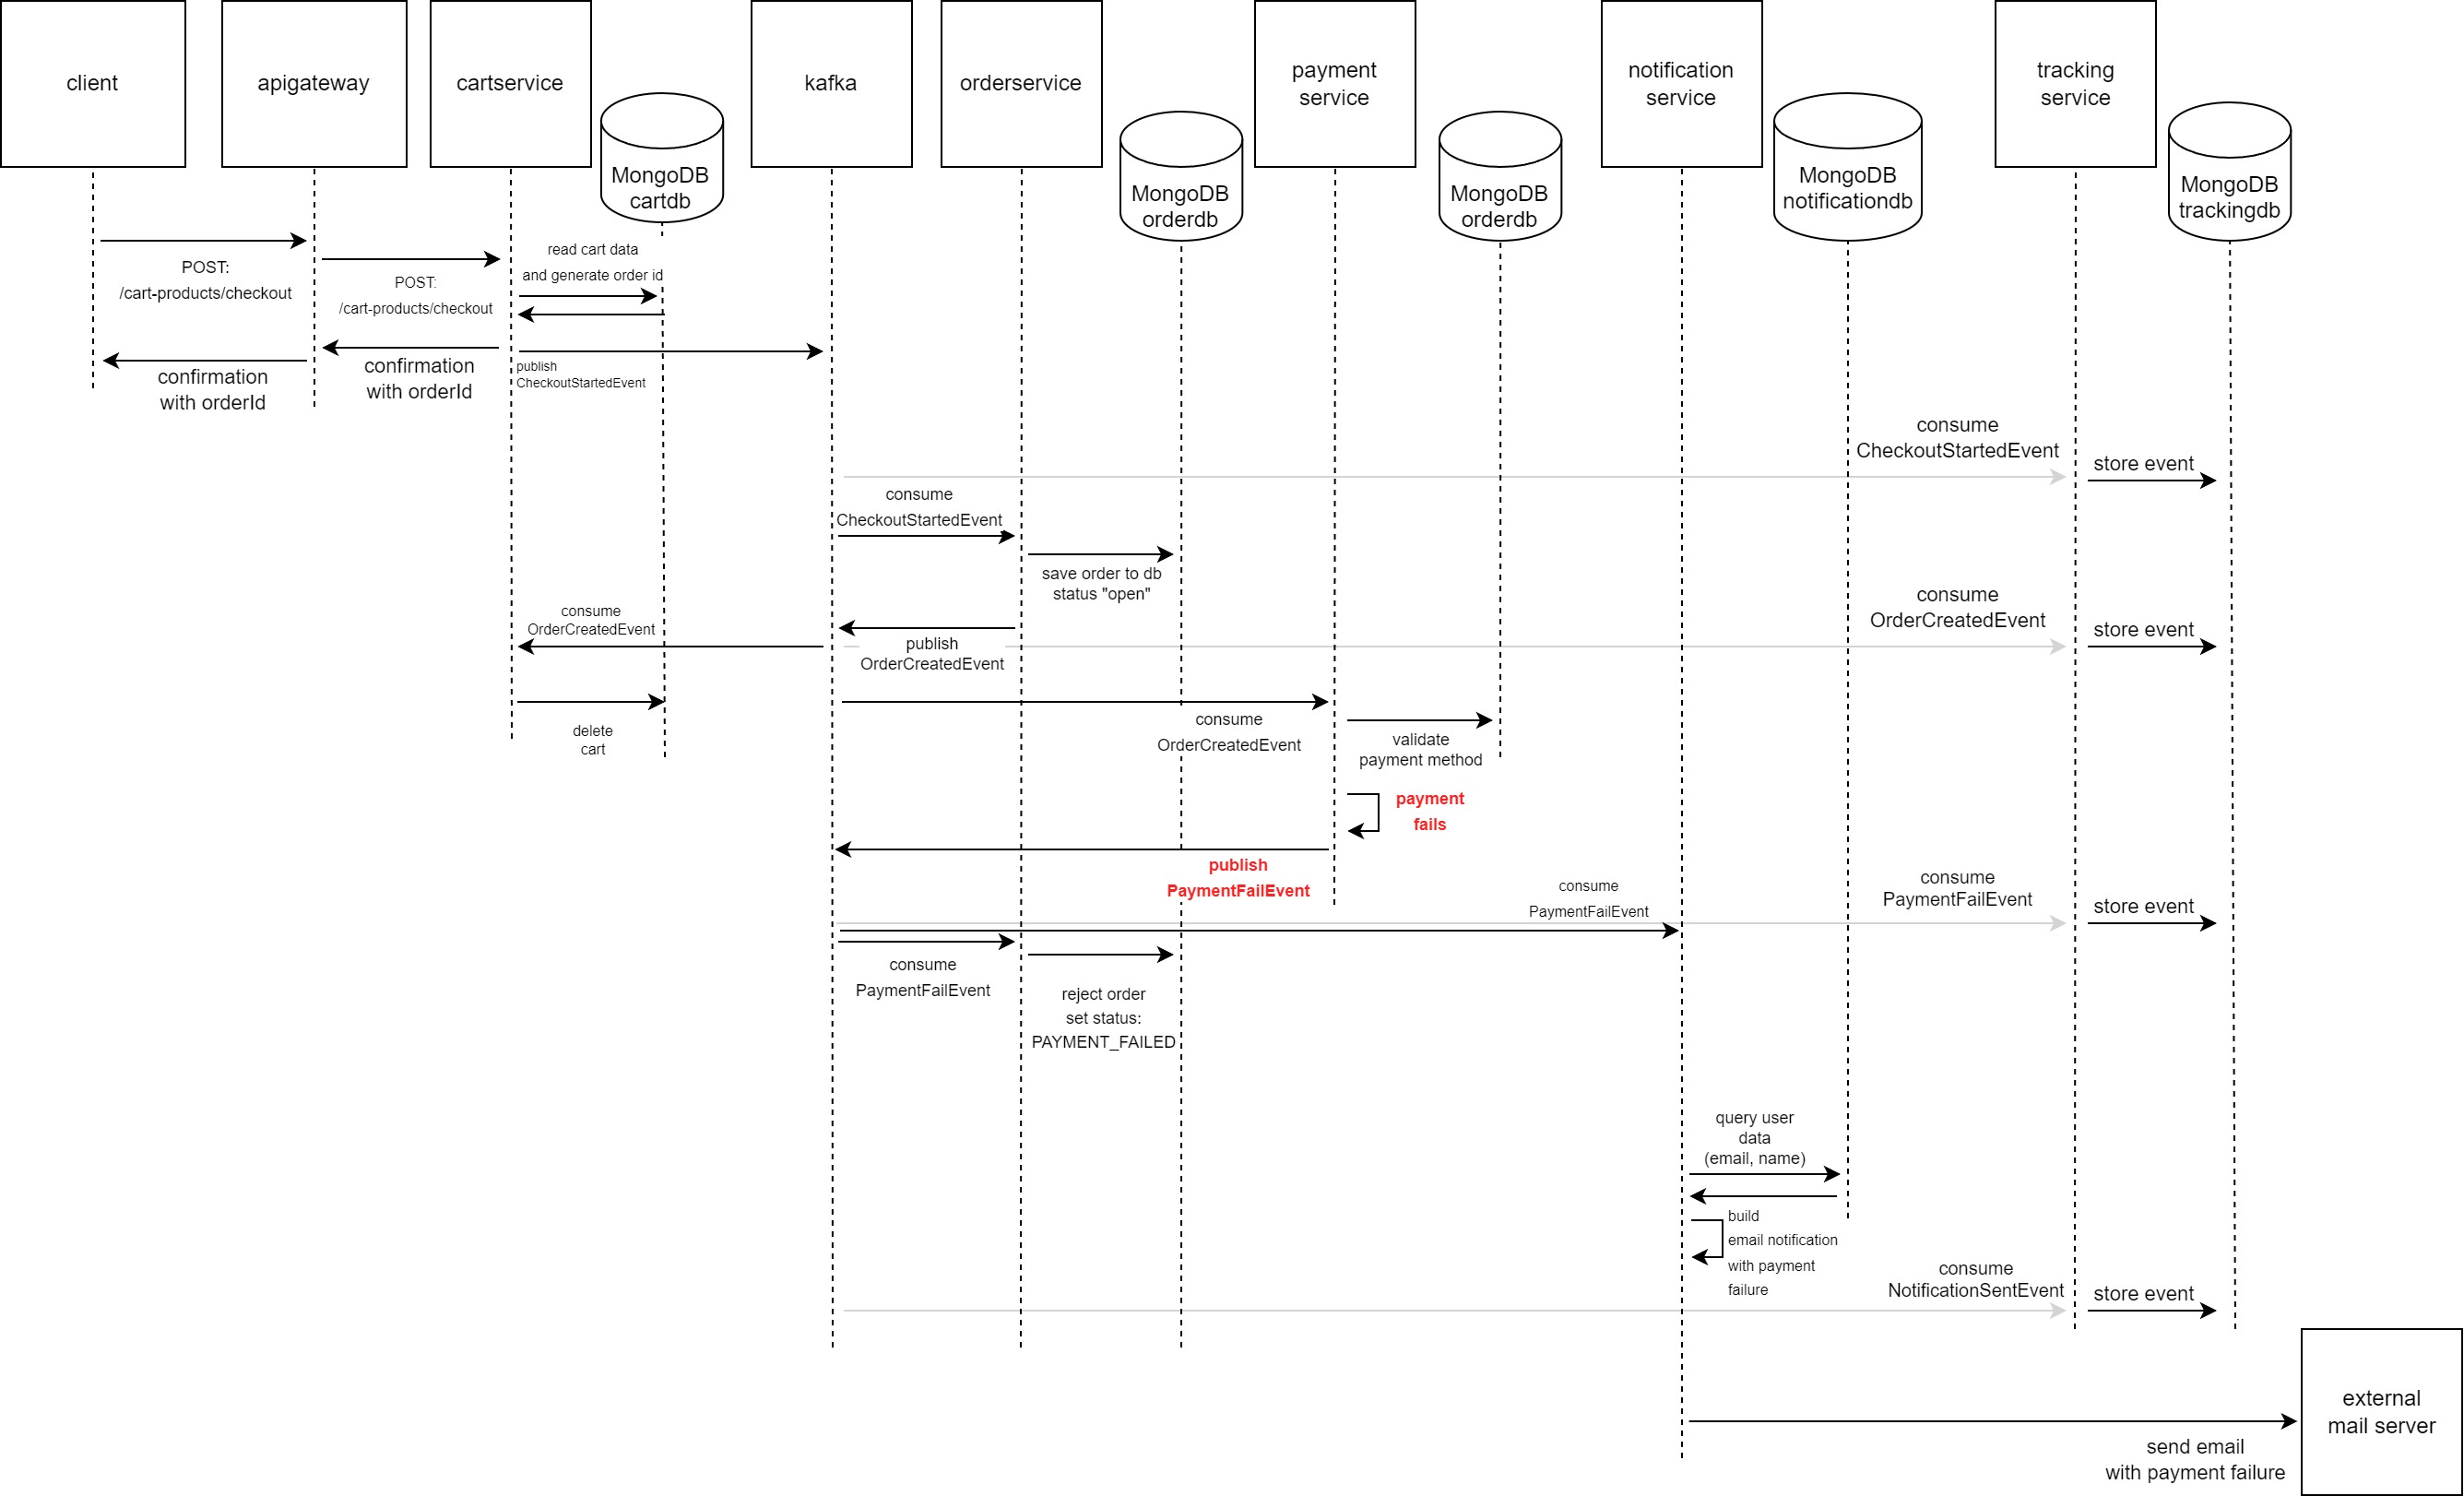 client
apigateway
cartservice
MongoDB
cartdb
kafka
orderservice
MongoDB
orderdb
payment
service
MongoDB
orderdb
notification
service
MongoDB
notificationdb
tracking
service
MongoDB
trackingdb
POST:
/cart-products/checkout
POST:
/cart-products/checkout
read cart data
and generate order id
confirmation
with orderId
confirmation
with orderId
publish
CheckoutStartedEvent
consume
CheckoutStartedEvent
store event
consume
CheckoutStartedEvent
save order to db
status "open"
consume
OrderCreatedEvent
publish
OrderCreatedEvent
consume
OrderCreatedEvent
store event
delete
cart
consume
OrderCreatedEvent
validate
payment method
payment
fails
publish
PaymentFailEvent
consume
PaymentFailEvent
consume
PaymentFailEvent
store event
consume
PaymentFailEvent
reject order
set status:
PAYMENT_FAILED
query user
data
(email, name)
build
email notification
with payment
failure
consume
NotificationSentEvent
store event
external
mail server
send email
with payment failure